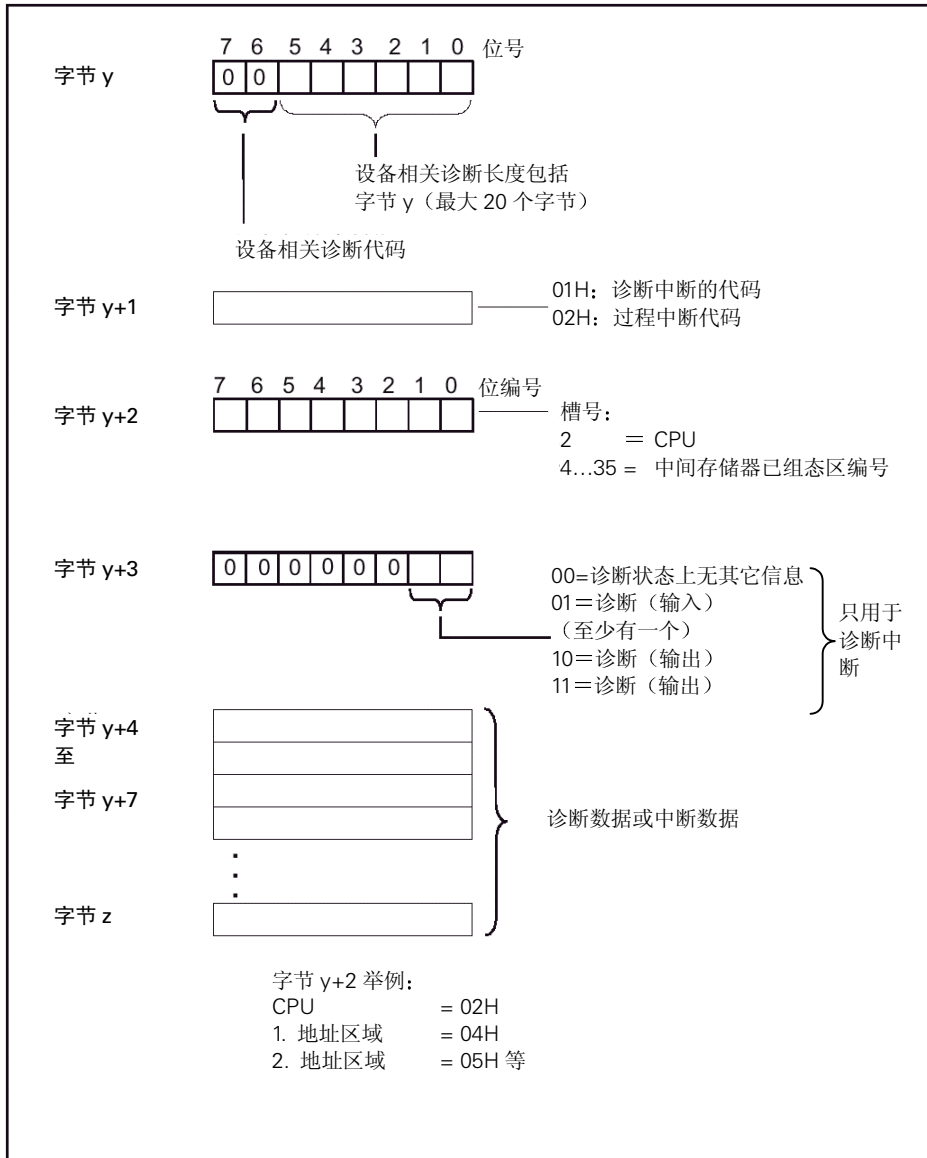 7 6 5 4 3 2 1 0 位号
字节 y
0 0
设备相关诊断长度包括
字节 y（最大 20 个字节）
设备相关诊断代码
字节 y+1
01H：诊断中断的代码
02H：过程中断代码
7 6 5 4 3 2 1 0 位编号
字节 y+2
槽号：
2 ＝ CPU
4…35 = 中间存储器已组态区编号
字节 y+3
0 0 0 0 0 0
00=诊断状态上无其它信息
01＝诊断（输入）
（至少有一个）
10＝诊断（输出）
11＝诊断（输出）
只用于
诊断中
断
字节 y+4
至
字节 y+7
诊断数据或中断数据
字节 z
字节 y+2 举例：
CPU = 02H
1. 地址区域 = 04H
2. 地址区域 = 05H 等